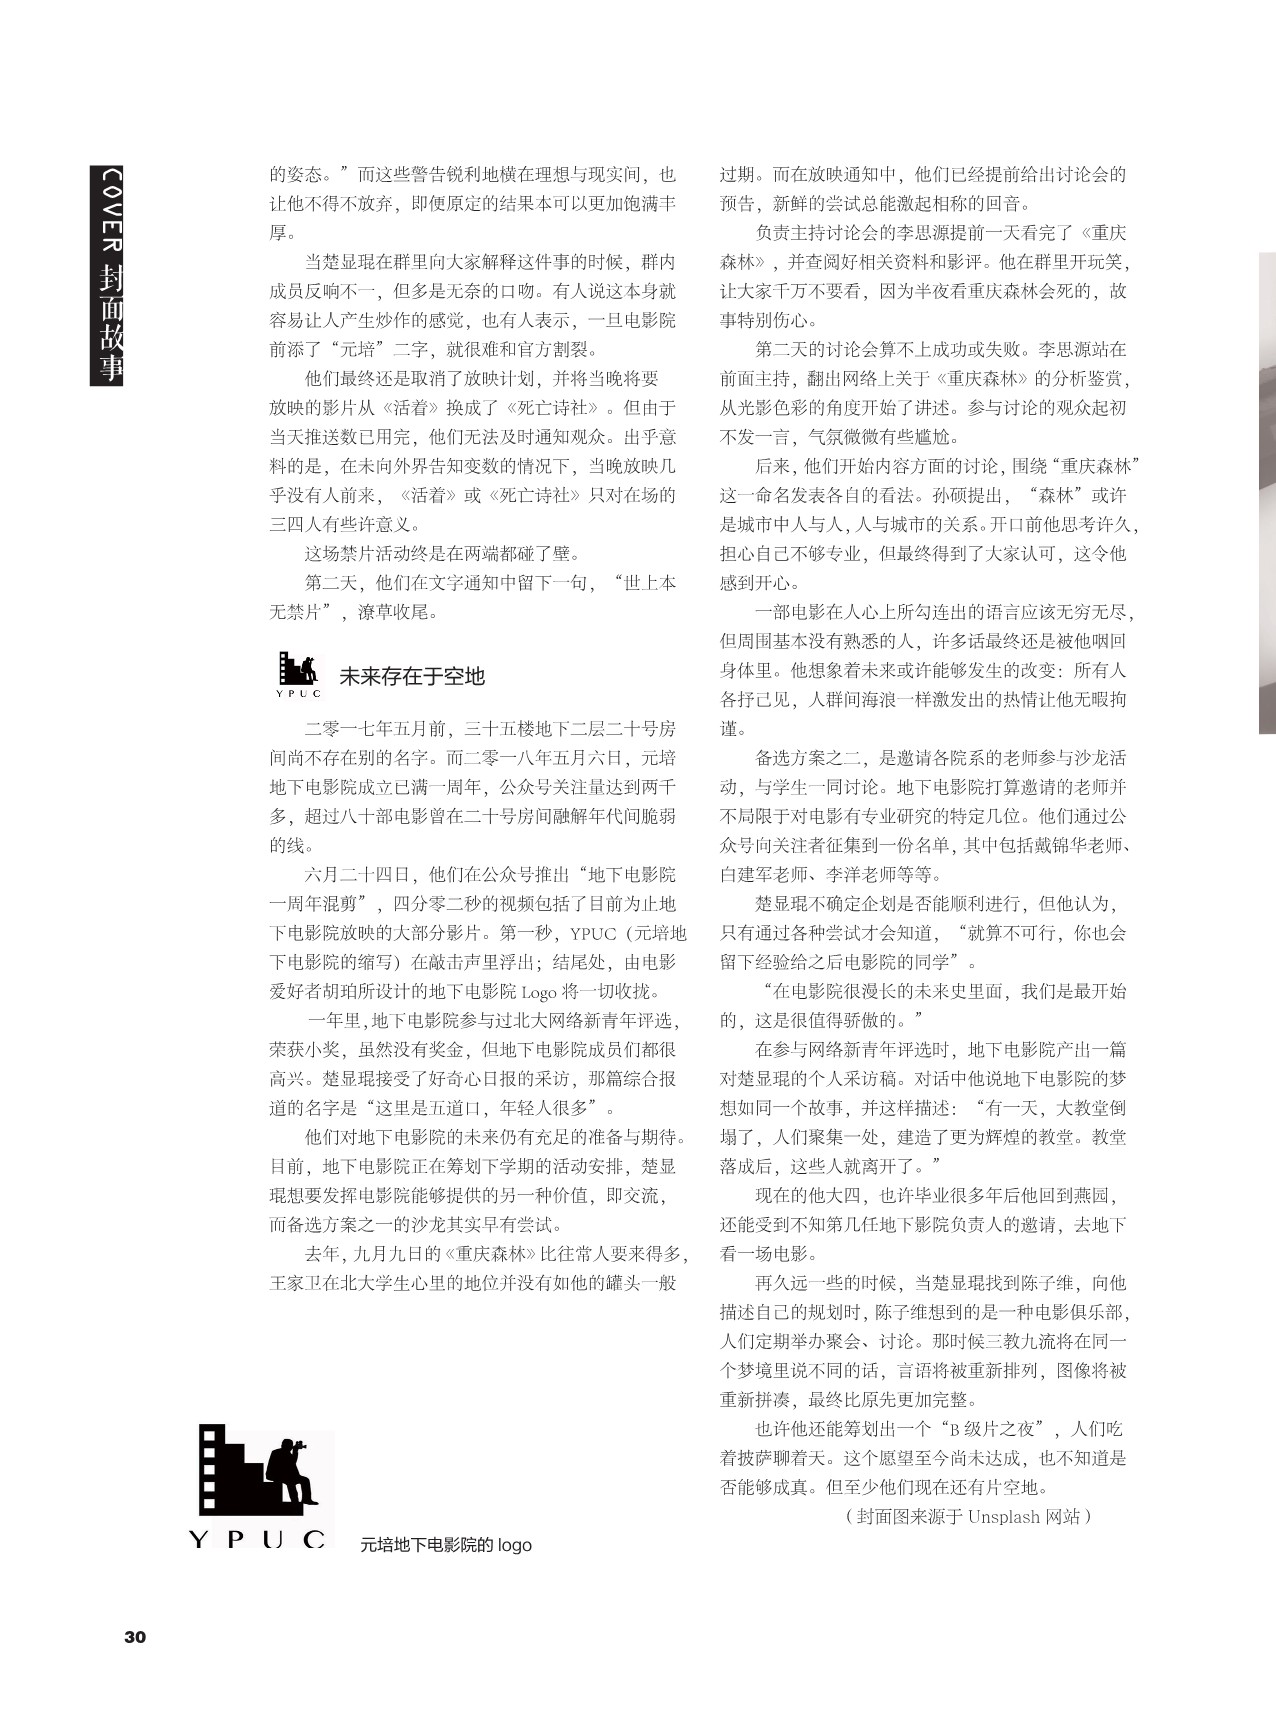 COVER 封面故事
的姿态。”而这些警告锐利地横在理想与现实间，也
让他不得不放弃，即便原定的结果本可以更加饱满丰
厚。
当楚显琨在群里向大家解释这件事的时候，群内
成员反响不一，但多是无奈的口吻。有人说这本身就
容易让人产生炒作的感觉，也有人表示，一旦电影院
前添了“元培”二字，就很难和官方割裂。
他们最终还是取消了放映计划，并将当晚将要
放映的影片从《活着》换成了《死亡诗社》。但由于
当天推送数已用完，他们无法及时通知观众。出乎意
料的是，在未向外界告知变数的情况下，当晚放映几
乎没有人前来，《活着》或《死亡诗社》只对在场的
三四人有些许意义。
这场禁片活动终是在两端都碰了壁。
第二天，他们在文字通知中留下一句，“世上本
无禁片”，潦草收尾。
YPUC
未来存在于空地
二零一七年五月前，三十五楼地下二层二十号房
间尚不存在别的名字。而二零一八年五月六日，元培
地下电影院成立已满一周年，公众号关注量达到两千
多，超过八十部电影曾在二十号房间融解年代间脆弱
的线。
六月二十四日，他们在公众号推出“地下电影院
一周年混剪”，四分零二秒的视频包括了目前为止地
下电影院放映的大部分影片。第一秒，YPUC（元培地
下电影院的缩写）在敲击声里浮出；结尾处，由电影
爱好者胡珀所设计的地下电影院 Logo 将一切收拢。
一年里，地下电影院参与过北大网络新青年评选，
荣获小奖，虽然没有奖金，但地下电影院成员们都很
高兴。楚显琨接受了好奇心日报的采访，那篇综合报
道的名字是“这里是五道口，年轻人很多”。
他们对地下电影院的未来仍有充足的准备与期待。
目前，地下电影院正在筹划下学期的活动安排，楚显
琨想要发挥电影院能够提供的另一种价值，即交流，
而备选方案之一的沙龙其实早有尝试。
去年，九月九日的《重庆森林》比往常人要来得多，
王家卫在北大学生心里的地位并没有如他的罐头一般
过期。而在放映通知中，他们已经提前给出讨论会的
预告，新鲜的尝试总能激起相称的回音。
负责主持讨论会的李思源提前一天看完了《重庆
森林》，并查阅好相关资料和影评。他在群里开玩笑，
让大家千万不要看，因为半夜看重庆森林会死的，故
事特别伤心。
第二天的讨论会算不上成功或失败。李思源站在
前面主持，翻出网络上关于《重庆森林》的分析鉴赏，
从光影色彩的角度开始了讲述。参与讨论的观众起初
不发一言，气氛微微有些尴尬。
后来，他们开始内容方面的讨论，围绕“重庆森林”
这一命名发表各自的看法。孙硕提出，“森林”或许
是城市中人与人，人与城市的关系。开口前他思考许久，
担心自己不够专业，但最终得到了大家认可，这令他
感到开心。
一部电影在人心上所勾连出的语言应该无穷无尽，
但周围基本没有熟悉的人，许多话最终还是被他咽回
身体里。他想象着未来或许能够发生的改变：所有人
各抒己见，人群间海浪一样激发出的热情让他无暇拘
谨。
备选方案之二，是邀请各院系的老师参与沙龙活
动，与学生一同讨论。地下电影院打算邀请的老师并
不局限于对电影有专业研究的特定几位。他们通过公
众号向关注者征集到一份名单，其中包括戴锦华老师、
白建军老师、李洋老师等等。
楚显琨不确定企划是否能顺利进行，但他认为，
只有通过各种尝试才会知道，“就算不可行，你也会
留下经验给之后电影院的同学”。
“在电影院很漫长的未来史里面，我们是最开始
的，这是很值得骄傲的。”
在参与网络新青年评选时，地下电影院产出一篇
对楚显琨的个人采访稿。对话中他说地下电影院的梦
想如同一个故事，并这样描述：“有一天，大教堂倒
塌了，人们聚集一处，建造了更为辉煌的教堂。教堂
落成后，这些人就离开了。”
现在的他大四，也许毕业很多年后他回到燕园，
还能受到不知第几任地下影院负责人的邀请，去地下
看一场电影。
再久远一些的时候，当楚显琨找到陈子维，向他
描述自己的规划时，陈子维想到的是一种电影俱乐部，
人们定期举办聚会、讨论。那时候三教九流将在同一
个梦境里说不同的话，言语将被重新排列，图像将被
重新拼凑，最终比原先更加完整。
也许他还能筹划出一个“B 级片之夜”，人们吃
着披萨聊着天。这个愿望至今尚未达成，也不知道是
否能够成真。但至少他们现在还有片空地。
（封面图来源于 Unsplash 网站）
YPUC
元培地下电影院的 logo
30